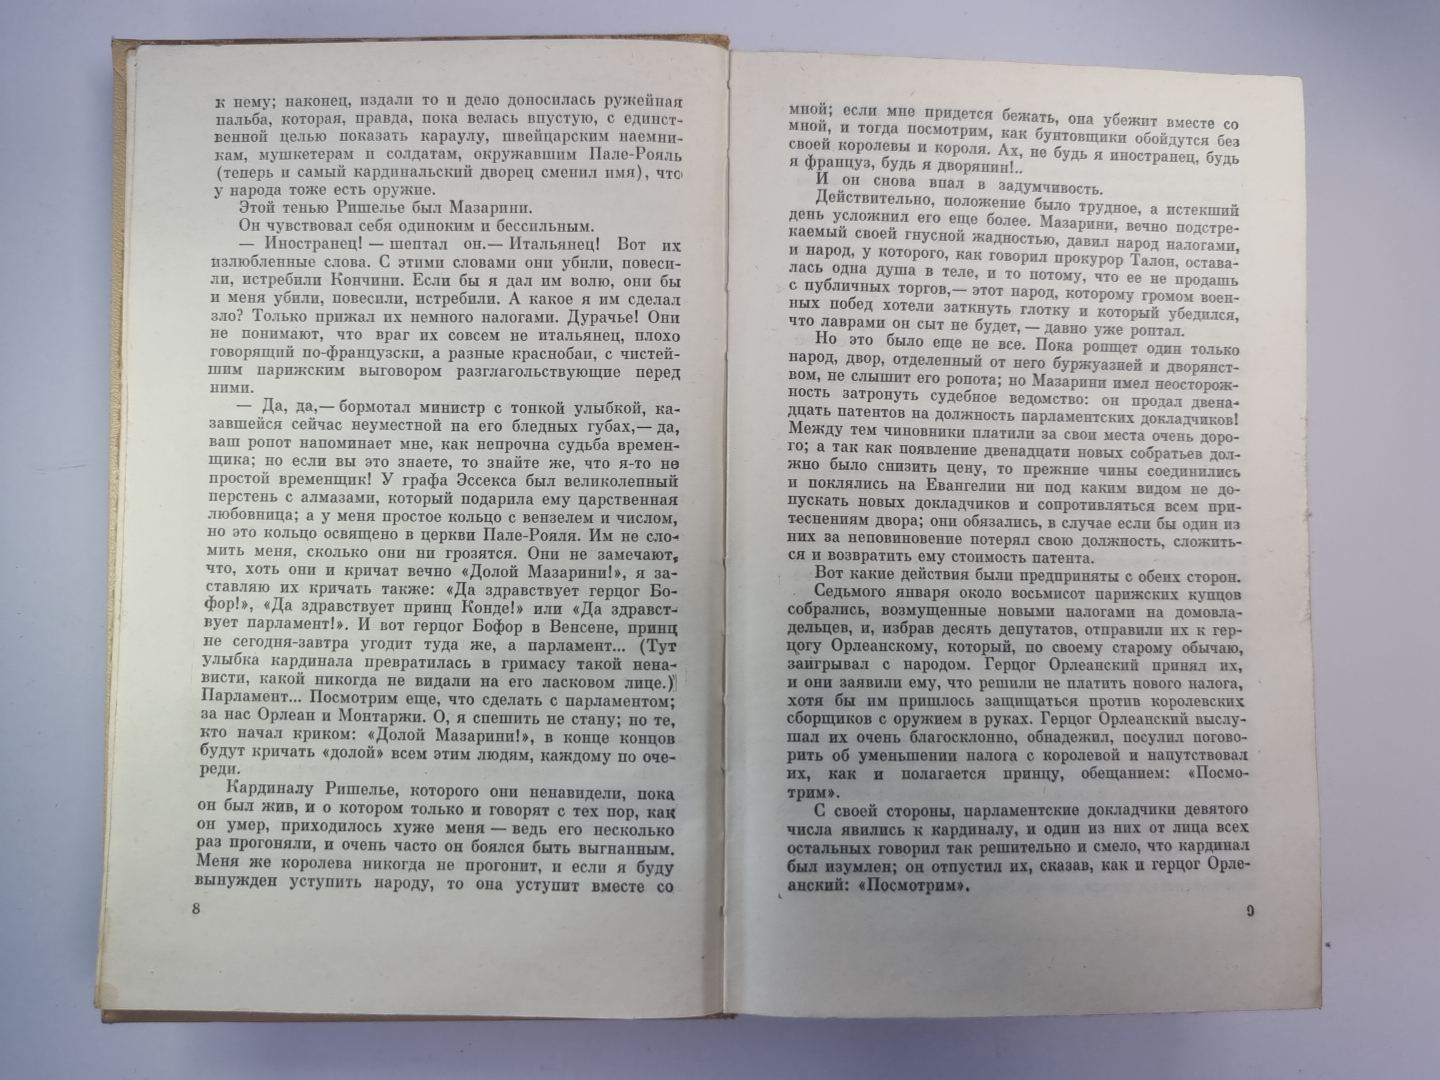 к нему; наконец, издали то и дело доносилась ружейная
пальба, которая, правда, пока велась впустую, с единст-
венной целью показать караулу, швейцарским наемни-
кам, мушкетерам и солдатам, окружавшим Пале-Рояль
(теперь и самый кардинальский дворец сменил имя), что
у народа тоже есть оружие.
Этой тенью Ришелье был Мазарини.
Он чувствовал себя одиноким и бессильным.
— Иностранец! — шептал он.— Итальянец! Вот их
излюбленные слова. С этими словами они убили, повеси-
ли, истребили Кончини. Если бы я дал им волю, они бы
и меня убили, повесили, истребили. А какое я им сделал
зло? Только прижал их немного налогами. Дурачье! Они
не понимают, что враг их совсем не итальянец, плохо
говорящий по-французски, а разные краснобаи, с чистей-
шим парижским выговором разглагольствующие перед
ними.
— Да, да,— бормотал министр с тонкой улыбкой, ка-
завшейся сейчас неуместной на его бледных губах,— да,
ваш ропот напоминает мне, как непрочна судьба времен-
щика; но если вы это знаете, то знайте же, что я-то не
простой временщик! У графа Эссекса был великолепный
перстень с алмазами, который подарила ему царственная
любовница; а у меня простое кольцо с вензелем и числом,
но это кольцо освящено в церкви Пале-Рояля. Им не сло-
мить меня, сколько они ни грозятся. Они не замечают,
что, хоть они и кричат вечно «Долой Мазарини!», я за-
ставляю их кричать также: «Да здравствует герцог Бо-
фор!», «Да здравствует принц Конде!» или «Да здравст-
вует парламент!». И вот герцог Бофор в Венсене, принц
не сегодня-завтра угодит туда же, а парламент... (Тут
улыбка кардинала превратилась в гримасу такой нена-
висти, какой никогда не видали на его ласковом лице.)
Парламент... Посмотрим еще, что сделать с парламентом;
за нас Орлеан и Монтаржи. О, я спешить не стану; но те,
кто начал криком: «Долой Мазарини!», в конце концов
будут кричать «долой» всем этим людям, каждому по оче-
реди.
Кардиналу Ришелье, которого они ненавидели, пока
он был жив, и о котором только и говорят с тех пор, как
он умер, приходилось хуже меня — ведь его несколько
раз прогоняли, и очень часто он боялся быть выгнанным.
Меня же королева никогда не прогонит, и если я буду
вынужден уступить народу, то она уступит вместе со
8
мной; если мне придется бежать, она убежит вместе со
мной, и тогда посмотрим, как бунтовщики обойдутся без
своей королевы и короля. Ах, не будь я иностранец, будь
я француз, будь я дворянин!..
И он снова впал в задумчивость.
Действительно, положение было трудное, а истекший
день усложнил его еще более. Мазарини, вечно подстре-
каемый своей гнусной жадностью, давил народ налогами,
и народ, у которого, как говорил прокурор Талон, остава-
лась одна душа в теле, и то потому, что ее не продашь
с публичных торгов,— этот народ, которому громом воен-
ных побед хотели заткнуть глотку и который убедился,
что лаврами он сыт не будет, — давно уже роптал.
Но это было еще не все. Пока ропщет один только
народ, двор, отделенный от него буржуазией и дворянст-
вом, не слышит его ропота; но Мазарини имел неосторож-
ность затронуть судебное ведомство: он продал двена-
дцать патентов на должность парламентских докладчиков!
Между тем чиновники платили за свои места очень доро-
го; а так как появление двенадцати новых собратьев дол-
жно было снизить цену, то прежние чины соединились
и поклялись на Евангелии ни под каким видом не до-
пускать новых докладчиков и сопротивляться всем при-
теснениям двора; они обязались, в случае если бы один из
них за неповиновение потерял свою должность, сложить-
ся и возвратить ему стоимость патента.
Вот какие действия были предприняты с обеих сторон.
Седьмого января около восьмисот парижских купцов
собрались, возмущенные новыми налогами на домовла-
дельцев, и, избрав десять депутатов, отправили их к гер-
цогу Орлеанскому, который, по своему старому обычаю,
заигрывал с народом. Герцог Орлеанский принял их,
и они заявили ему, что решили не платить нового налога,
хотя бы им пришлось защищаться против королевских
сборщиков с оружием в руках. Герцог Орлеанский выслу-
шал их очень благосклонно, обнадежил, посулил погово-
рить об уменьшении налога с королевой и напутствовал
их, как и полагается принцу, обещанием: «Посмо-
трим».
С своей стороны, парламентские докладчики девятого
числа явились к кардиналу, и один из них от лица всех
остальных говорил так решительно и смело, что кардинал
был изумлен; он отпустил их, сказав, как и герцог Орле-
анский: «Посмотрим».
9